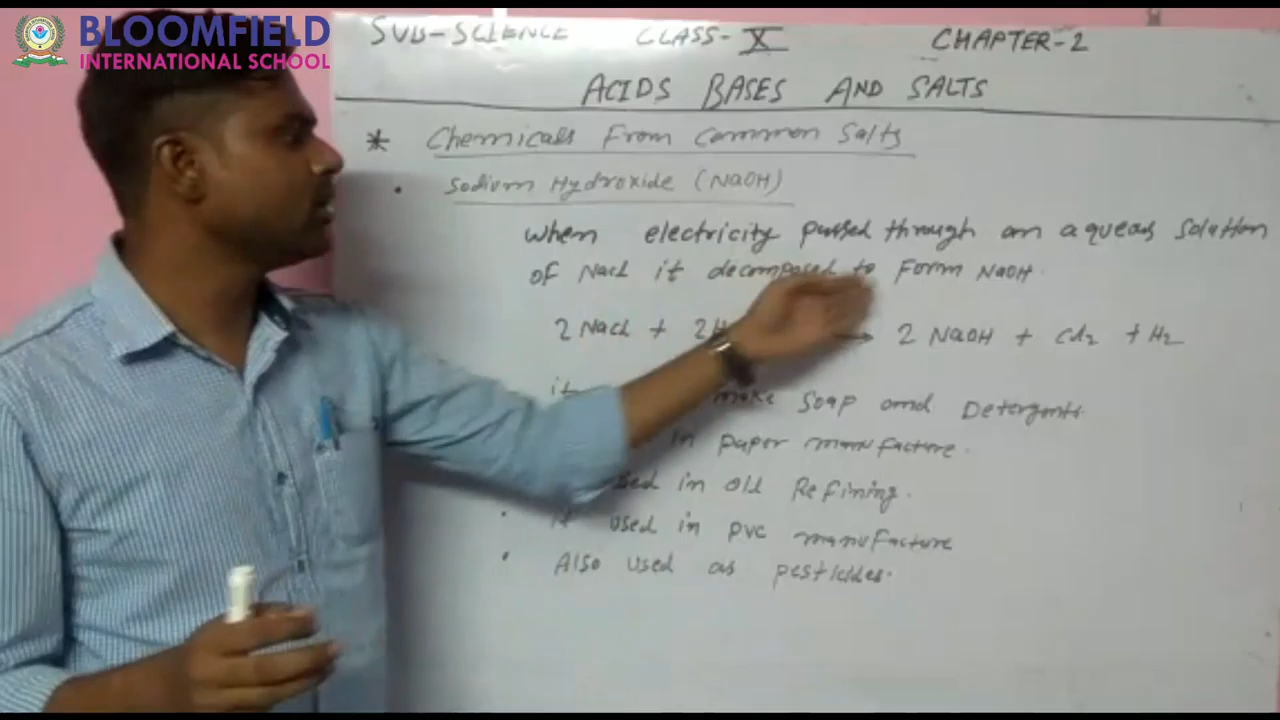 BLOOMFIELD
INTERNATIONAL SCHOOL
SUB-SCIENCE CLASS-X CHAPTER-2
ACIDS BASES AND SALTS
* Chemicals From Common Salts
• Sodium Hydroxide (NaOH)
When electricity passed through an aqueous solution
of Nacl it decomposed to Form NaOH.
2 Nacl + 2H → 2 NaOH + Cl2 + H2
it make Soap and Detergents.
in paper manufacture.
used in oil Refining.
• it used in PVC manufacture
• Also used as pesticides.